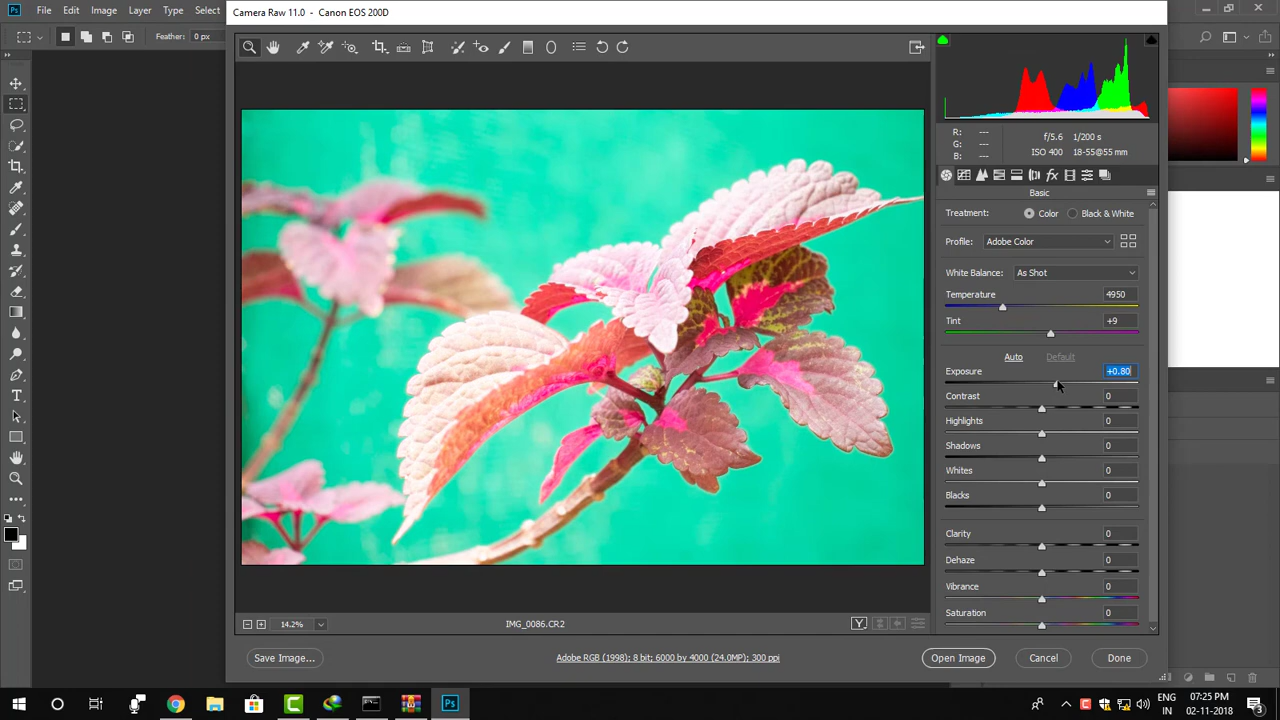 Ps File Edit Image Layer Type Select
Camera Raw 11.0 - Canon EOS 200D
Feather: 0 px
R: ---
G: ---
B: ---
f/5.6 1/200 s
ISO 400 18-55@55 mm
Basic
Treatment: Color Black & White
Profile: Adobe Color
White Balance: As Shot
Temperature 4950
Tint +9
Auto Default
Exposure +0.80
Contrast 0
Highlights 0
Shadows 0
Whites 0
Blacks 0
Clarity 0
Dehaze 0
Vibrance 0
Saturation 0
14.2% IMG_0086.CR2 Y
Save Image... Adobe RGB (1998); 8 bit; 6000 by 4000 (24.0MP); 300 ppi Open Image Cancel Done
Ps
ENG
IN
07:25 PM
02-11-2018
3